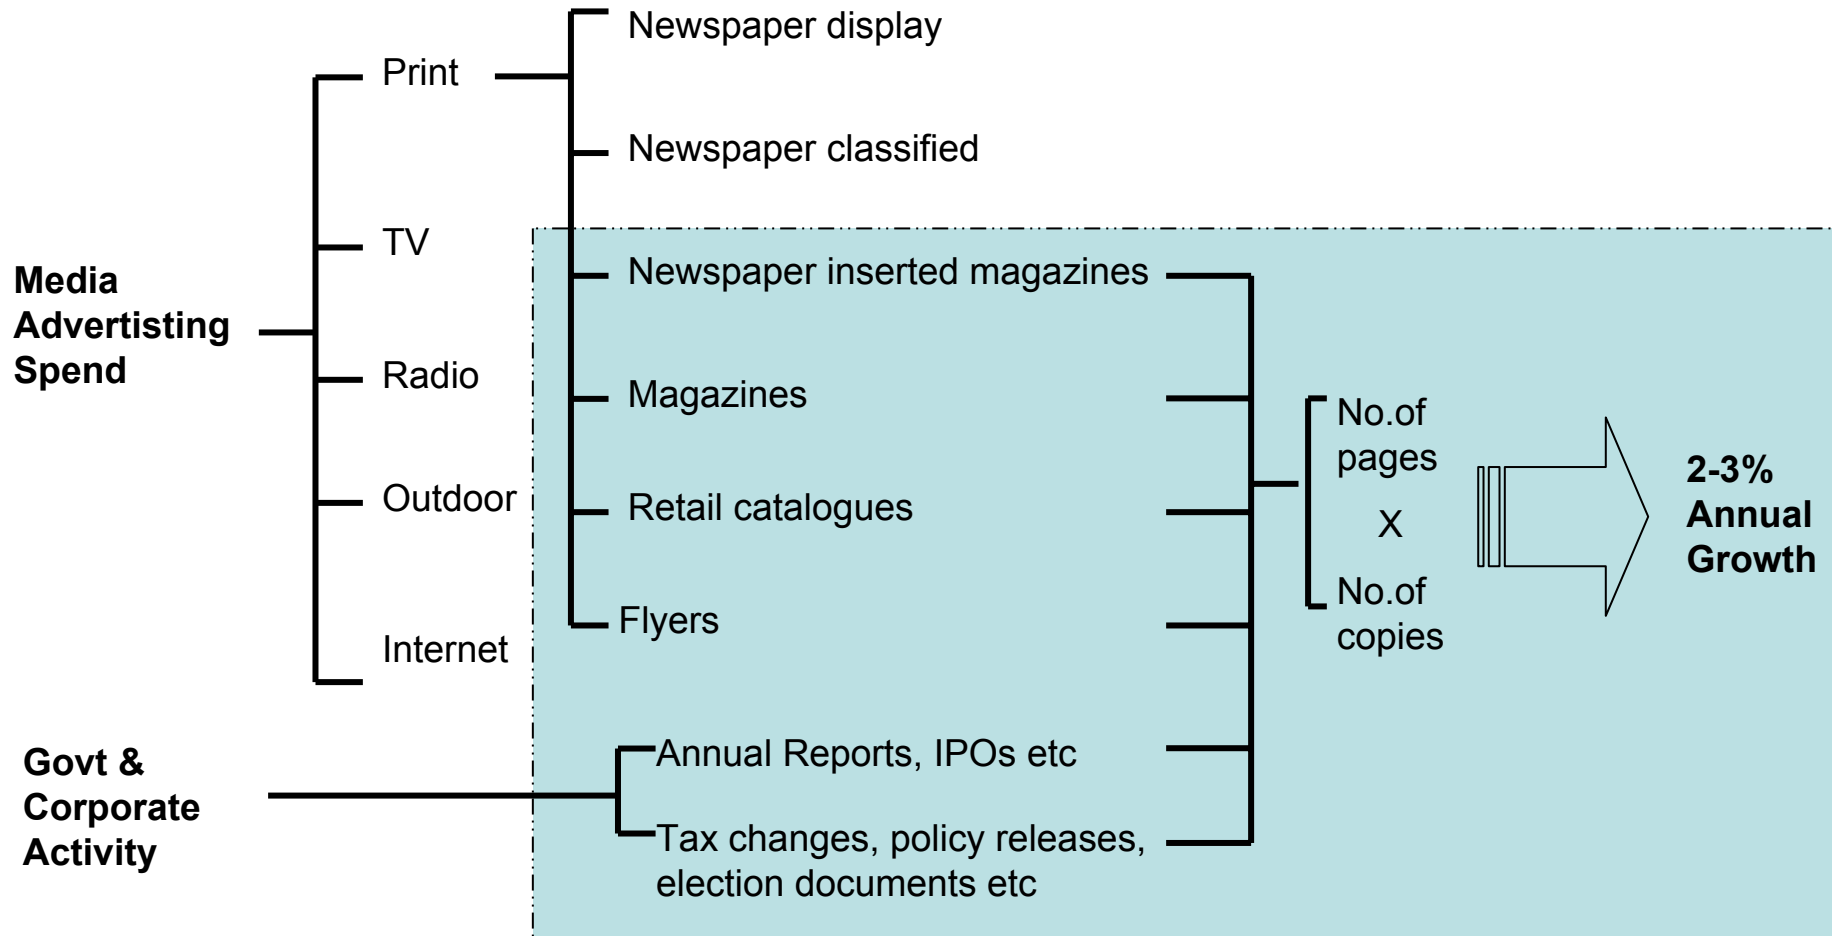 Media
Advertisting
Spend
Print
TV
Radio
Outdoor
Internet
Newspaper display
Newspaper classified
Newspaper inserted magazines
Magazines
Retail catalogues
Flyers
Govt &
Corporate
Activity
Annual Reports, IPOs etc
Tax changes, policy releases,
election documents etc
No.of
pages
X
No.of
copies
2-3%
Annual
Growth